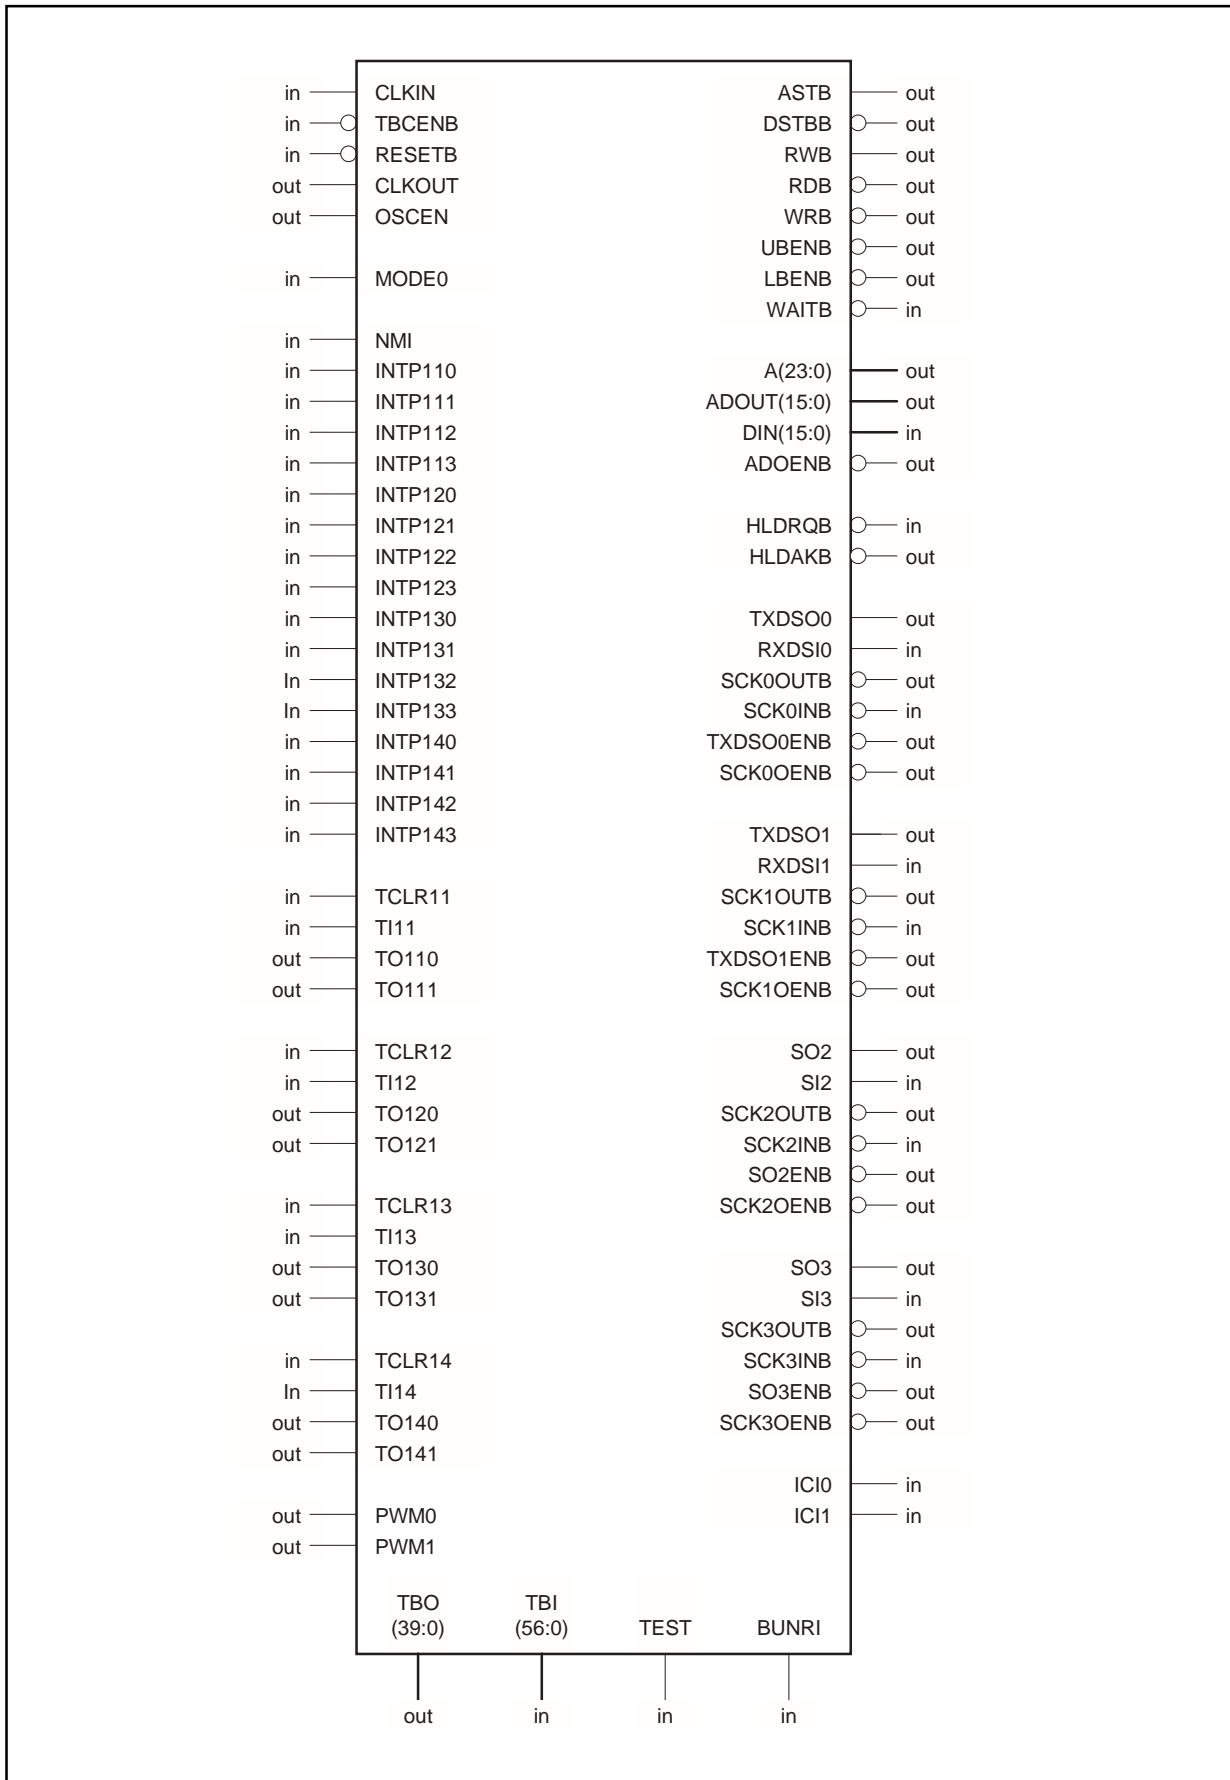 in CLKIN ASTB out
in TBCENB DSTBB out
in RESETB RWB out
out CLKOUT RDB out
out OSCEN WRB out
UBENB out
in MODE0 LBENB out
WAITB in
in NMI
in INTP110 A(23:0) out
in INTP111 ADOUT(15:0) out
in INTP112 DIN(15:0) in
in INTP113 ADOENB out
in INTP120
in INTP121 HLDRQB in
in INTP122 HLDAKB out
in INTP123
in INTP130 TXDSO0 out
in INTP131 RXDSI0 in
In INTP132 SCK0OUTB out
In INTP133 SCK0INB in
in INTP140 TXDSO0ENB out
in INTP141 SCK0OENB out
in INTP142
in INTP143 TXDSO1 out
RXDSI1 in
in TCLR11 SCK1OUTB out
in TI11 SCK1INB in
out TO110 TXDSO1ENB out
out TO111 SCK1OENB out
in TCLR12 SO2 out
in TI12 SI2 in
out TO120 SCK2OUTB out
out TO121 SCK2INB in
SO2ENB out
in TCLR13 SCK2OENB out
in TI13
out TO130 SO3 out
out TO131 SI3 in
SCK3OUTB out
in TCLR14 SCK3INB in
In TI14 SO3ENB out
out TO140 SCK3OENB out
out TO141
ICI0 in
out PWM0 ICI1 in
out PWM1
TBO TBI
(39:0) (56:0) TEST BUNRI
out in in in